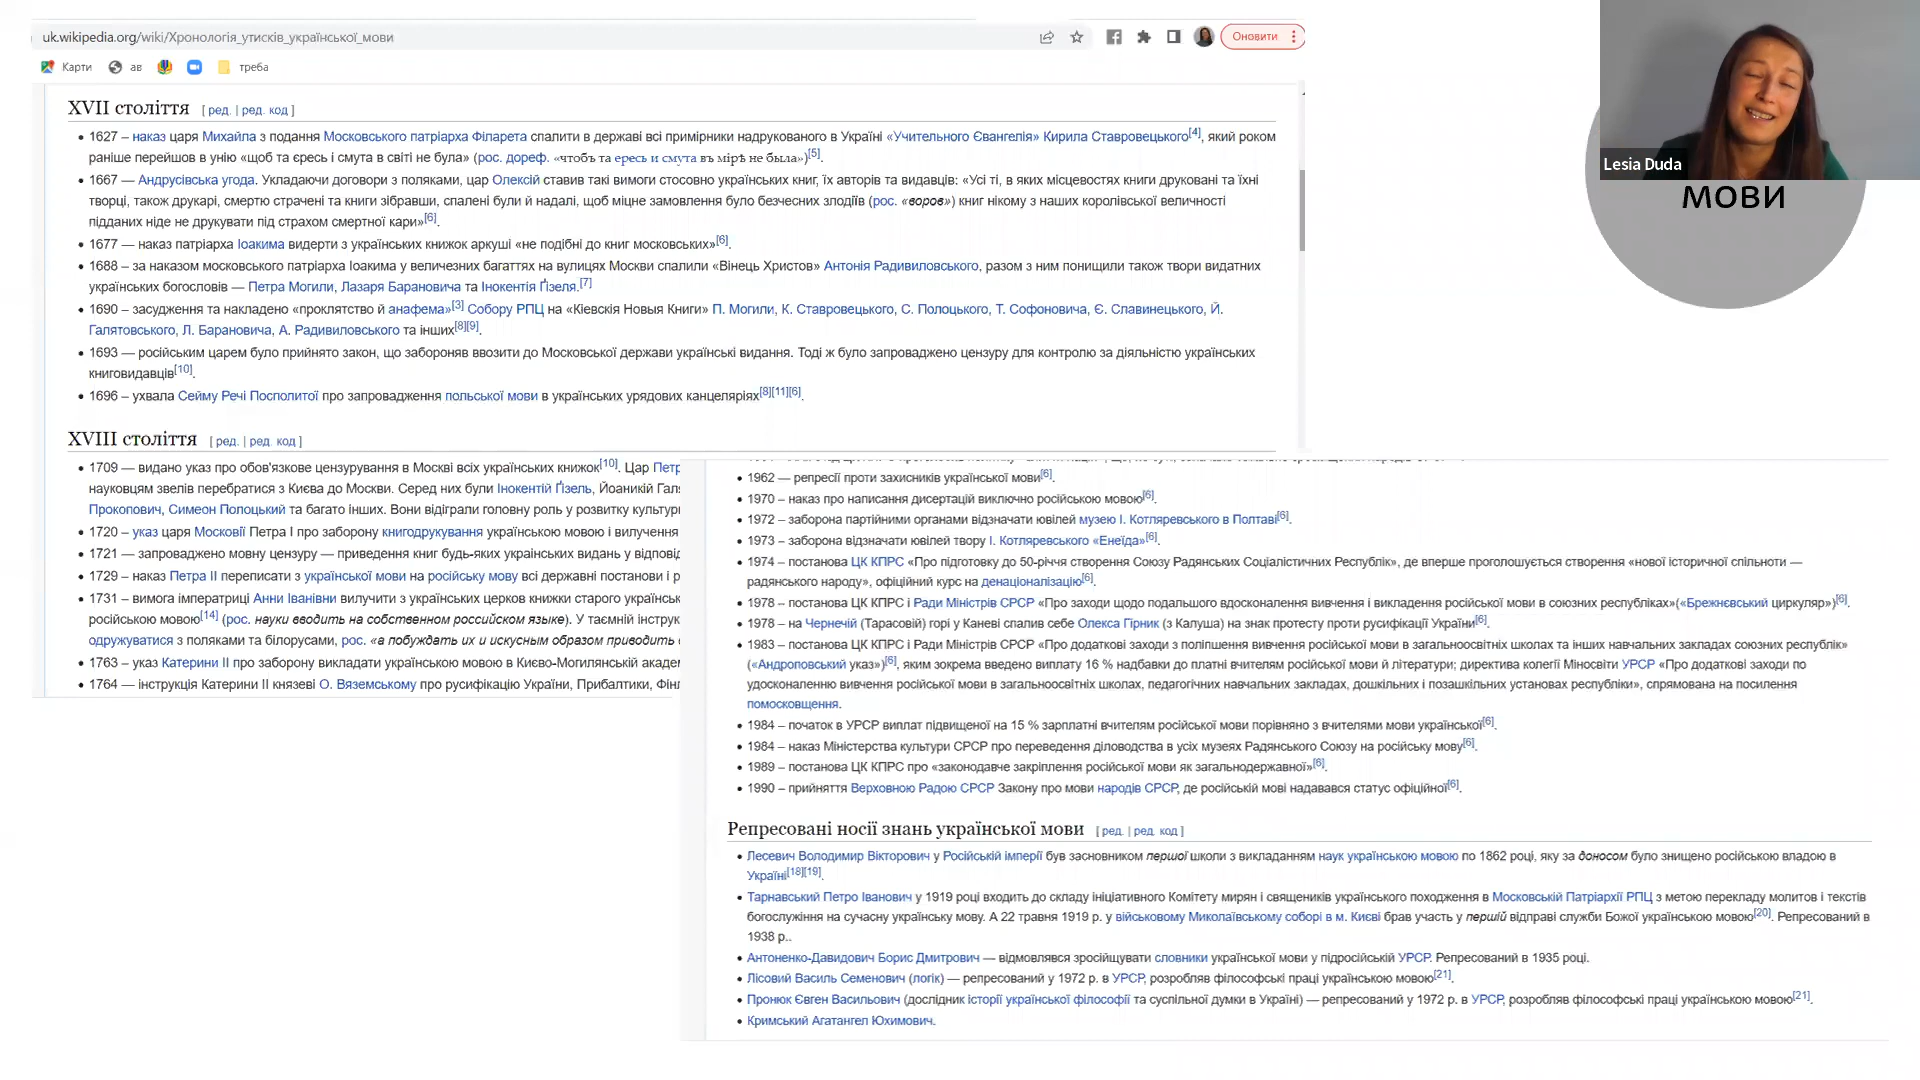 uk.wikipedia.org/wiki/Хронологія_утисків_української_мови
Оновити
Карти
ав
треба
Lesia Duda
мови
XVII століття [ ред. | ред. код ]
1627 – наказ царя Михайла з подання Московського патріарха Філарета спалити в державі всі примірники надрукованого в Україні «Учительного Євангелія» Кирила Ставровецького[4], який роком
раніше перейшов в унію «щоб та єресь і смута в світі не була» (рос. дореф. «чтобъ та ересь и смута въ мірѣ не была»)[5].
1667 — Андрусівська угода. Укладаючи договори з поляками, цар Олексій ставив такі вимоги стосовно українських книг, їх авторів та видавців: «Усі ті, в яких місцевостях книги друковані та їхні
творці, також друкарі, смертю страчені та книги зібравши, спалені були й надалі, щоб міцне замовлення було безчесних злодіїв (рос. «воров») книг нікому з наших королівської величності
підданих ніде не друкувати під страхом смертної кари»[6].
1677 — наказ патріарха Іоакима видерти з українських книжок аркуші «не подібні до книг московських»[6].
1688 – за наказом московського патріарха Іоакима у величезних багаттях на вулицях Москви спалили «Вінець Христов» Антонія Радивиловського, разом з ним понищили також твори видатних
українських богословів — Петра Могили, Лазаря Барановича та Інокентія Ґізеля.[7]
1690 – засудження та накладено «проклятство й анафема»[3] Собору РПЦ на «Кіевскія Новыя Книги» П. Могили, К. Ставровецького, С. Полоцького, Т. Софоновича, Є. Славинецького, Й.
Галятовського, Л. Барановича, А. Радивиловського та інших[8][9].
1693 — російським царем було прийнято закон, що забороняв ввозити до Московської держави українські видання. Тоді ж було запроваджено цензуру для контролю за діяльністю українських
книговидавців[10].
1696 – ухвала Сейму Речі Посполитої про запровадження польської мови в українських урядових канцеляріях[8][11][6].
XVIII століття [ ред. | ред. код ]
1709 — видано указ про обов'язкове цензурування в Москві всіх українських книжок[10]. Цар Петр
науковцям звелів перебратися з Києва до Москви. Серед них були Інокентій Ґізель, Йоаникій Галя
Прокопович, Симеон Полоцький та багато інших. Вони відіграли головну роль у розвитку культур
1720 – указ царя Московії Петра І про заборону книгодрукування українською мовою і вилучення
1721 — запроваджено мовну цензуру — приведення книг будь-яких українських видань у відповід
1729 – наказ Петра ІІ переписати з української мови на російську мову всі державні постанови і р
1731 – вимога імператриці Анни Іванівни вилучити з українських церков книжки старого українськ
російською мовою[14] (рос. науки вводить на собственном российском языке). У таємній інструк
одружуватися з поляками та білорусами, рос. «а побуждать их и искусным образом приводить
1763 – указ Катерини II про заборону викладати українською мовою в Києво-Могилянській академ
1764 — інструкція Катерини II князеві О. Вяземському про русифікацію України, Прибалтики, Фінл
1962 — репресії проти захисників української мови[6].
1970 – наказ про написання дисертацій виключно російською мовою[6].
1972 – заборона партійними органами відзначати ювілей музею І. Котляревського в Полтаві[6].
1973 – заборона відзначати ювілей твору І. Котляревського «Енеїда»[6].
1974 – постанова ЦК КПРС «Про підготовку до 50-річчя створення Союзу Радянських Соціалістичних Республік», де вперше проголошується створення «нової історичної спільноти —
радянського народу», офіційний курс на денаціоналізацію[6].
1978 – постанова ЦК КПРС і Ради Міністрів СРСР «Про заходи щодо подальшого вдосконалення вивчення і викладення російської мови в союзних республіках»(«Брежнєвський циркуляр»)[6].
1978 – на Чернечій (Тарасовій) горі у Каневі спалив себе Олекса Гірник (з Калуша) на знак протесту проти русифікації України[6].
1983 – постанова ЦК КПРС і Ради Міністрів СРСР «Про додаткові заходи з поліпшення вивчення російської мови в загальноосвітніх школах та інших навчальних закладах союзних республік»
(«Андроповський указ»)[6], яким зокрема введено виплату 16 % надбавки до платні вчителям російської мови й літератури; директива колегії Міносвіти УРСР «Про додаткові заходи по
удосконаленню вивчення російської мови в загальноосвітніх школах, педагогічних навчальних закладах, дошкільних і позашкільних установах республіки», спрямована на посилення
помосковщення.
1984 – початок в УРСР виплат підвищеної на 15 % зарплатні вчителям російської мови порівняно з вчителями мови української[6].
1984 – наказ Міністерства культури СРСР про переведення діловодства в усіх музеях Радянського Союзу на російську мову[6].
1989 – постанова ЦК КПРС про «законодавче закріплення російської мови як загальнодержавної»[6].
1990 – прийняття Верховною Радою СРСР Закону про мови народів СРСР, де російській мові надавався статус офіційної[6].
Репресовані носії знань української мови [ ред. | ред. код ]
Лесевич Володимир Вікторович у Російській імперії був засновником першої школи з викладанням наук українською мовою по 1862 році, яку за доносом було знищено російською владою в
Україні[18][19].
Тарнавський Петро Іванович у 1919 році входить до складу ініціативного Комітету мирян і священиків українського походження в Московській Патріархії РПЦ з метою перекладу молитов і текстів
богослужіння на сучасну українську мову. А 22 травня 1919 р. у військовому Миколаївському соборі в м. Києві брав участь у першій відправі служби Божої українською мовою[20]. Репресований в
1938 р..
Антоненко-Давидович Борис Дмитрович — відмовлявся зросійщувати словники української мови у підросійській УРСР. Репресований в 1935 році.
Лісовий Василь Семенович (логік) — репресований у 1972 р. в УРСР, розробляв філософські праці українською мовою[21].
Пронюк Євген Васильович (дослідник історії української філософії та суспільної думки в Україні) — репресований у 1972 р. в УРСР, розробляв філософські праці українською мовою[21].
Кримський Агатангел Юхимович.